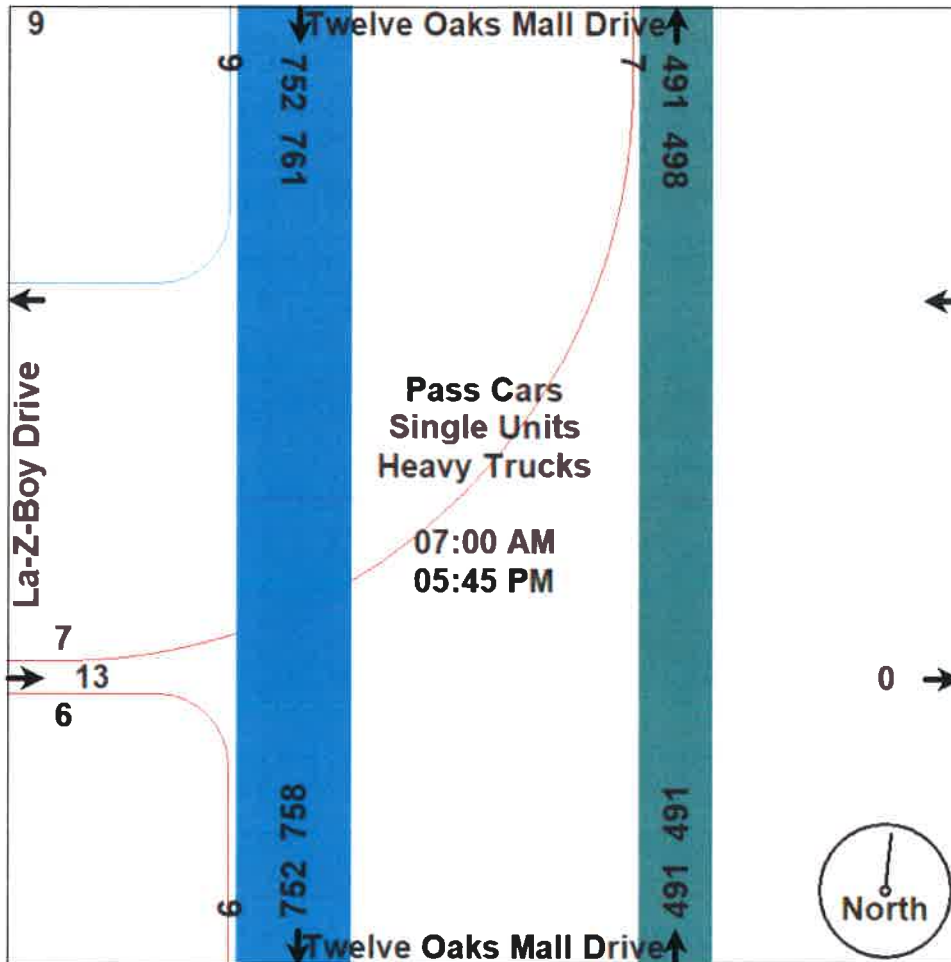 9
Twelve Oaks Mall Drive
9
752 761
7
491 498
La-Z-Boy Drive
Pass Cars
Single Units
Heavy Trucks
07:00 AM
05:45 PM
7
13
6
0
6
752 758
491 491
North
Twelve Oaks Mall Drive